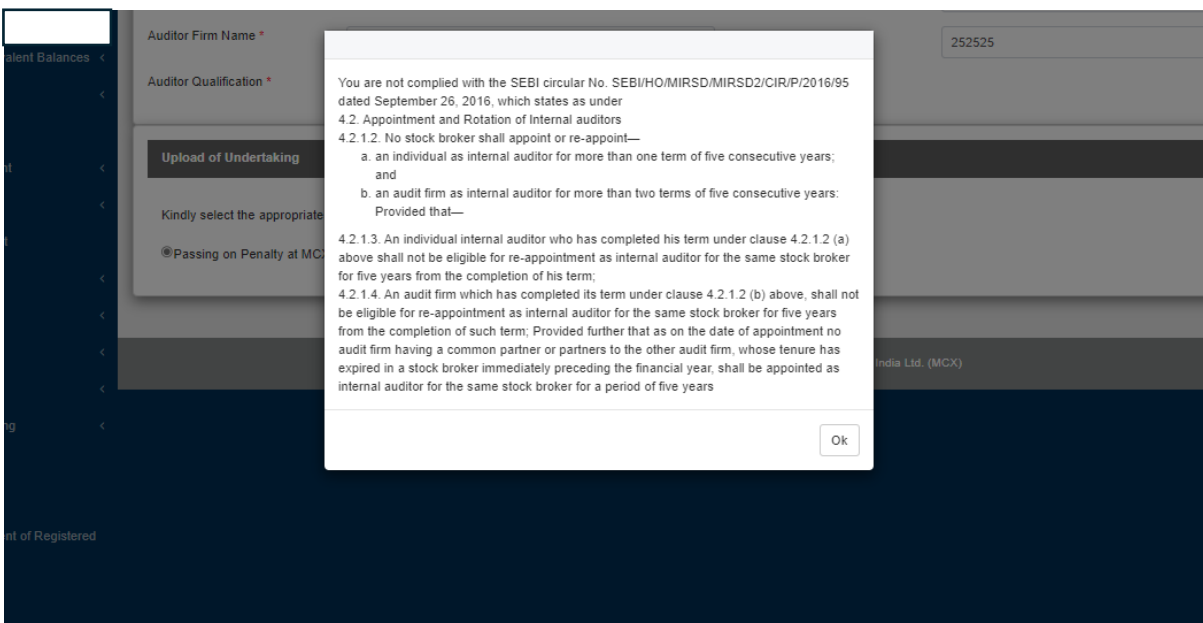 Auditor Firm Name *
252525
valent Balances
Auditor Qualification *
Upload of Undertaking
Kindly select the appropriate
Passing on Penalty at MC
India Ltd. (MCX)
nt
t
ng
nt of Registered
You are not complied with the SEBI circular No. SEBI/HO/MIRSD/MIRSD2/CIR/P/2016/95
dated September 26, 2016, which states as under
4.2. Appointment and Rotation of Internal auditors
4.2.1.2. No stock broker shall appoint or re-appoint—
a. an individual as internal auditor for more than one term of five consecutive years;
and
b. an audit firm as internal auditor for more than two terms of five consecutive years:
Provided that—
4.2.1.3. An individual internal auditor who has completed his term under clause 4.2.1.2 (a)
above shall not be eligible for re-appointment as internal auditor for the same stock broker
for five years from the completion of his term;
4.2.1.4. An audit firm which has completed its term under clause 4.2.1.2 (b) above, shall not
be eligible for re-appointment as internal auditor for the same stock broker for five years
from the completion of such term; Provided further that as on the date of appointment no
audit firm having a common partner or partners to the other audit firm, whose tenure has
expired in a stock broker immediately preceding the financial year, shall be appointed as
internal auditor for the same stock broker for a period of five years
Ok